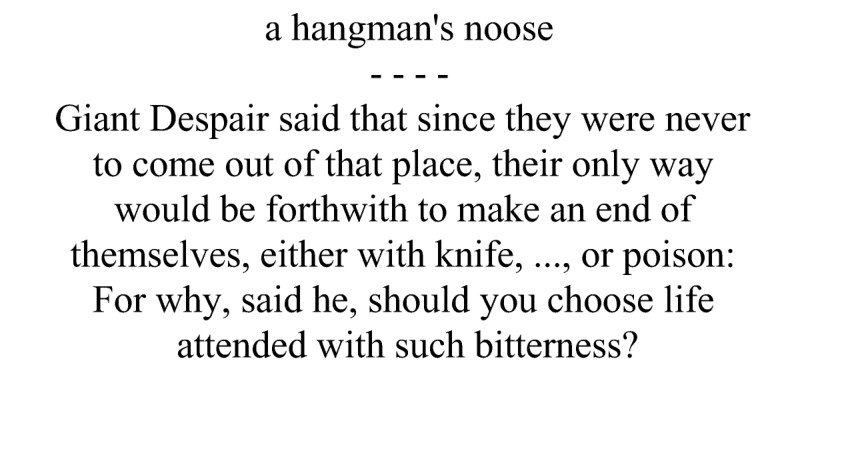 a hangman's noose
- - - -
Giant Despair said that since they were never
to come out of that place, their only way
would be forthwith to make an end of
themselves, either with knife, ..., or poison:
For why, said he, should you choose life
attended with such bitterness?